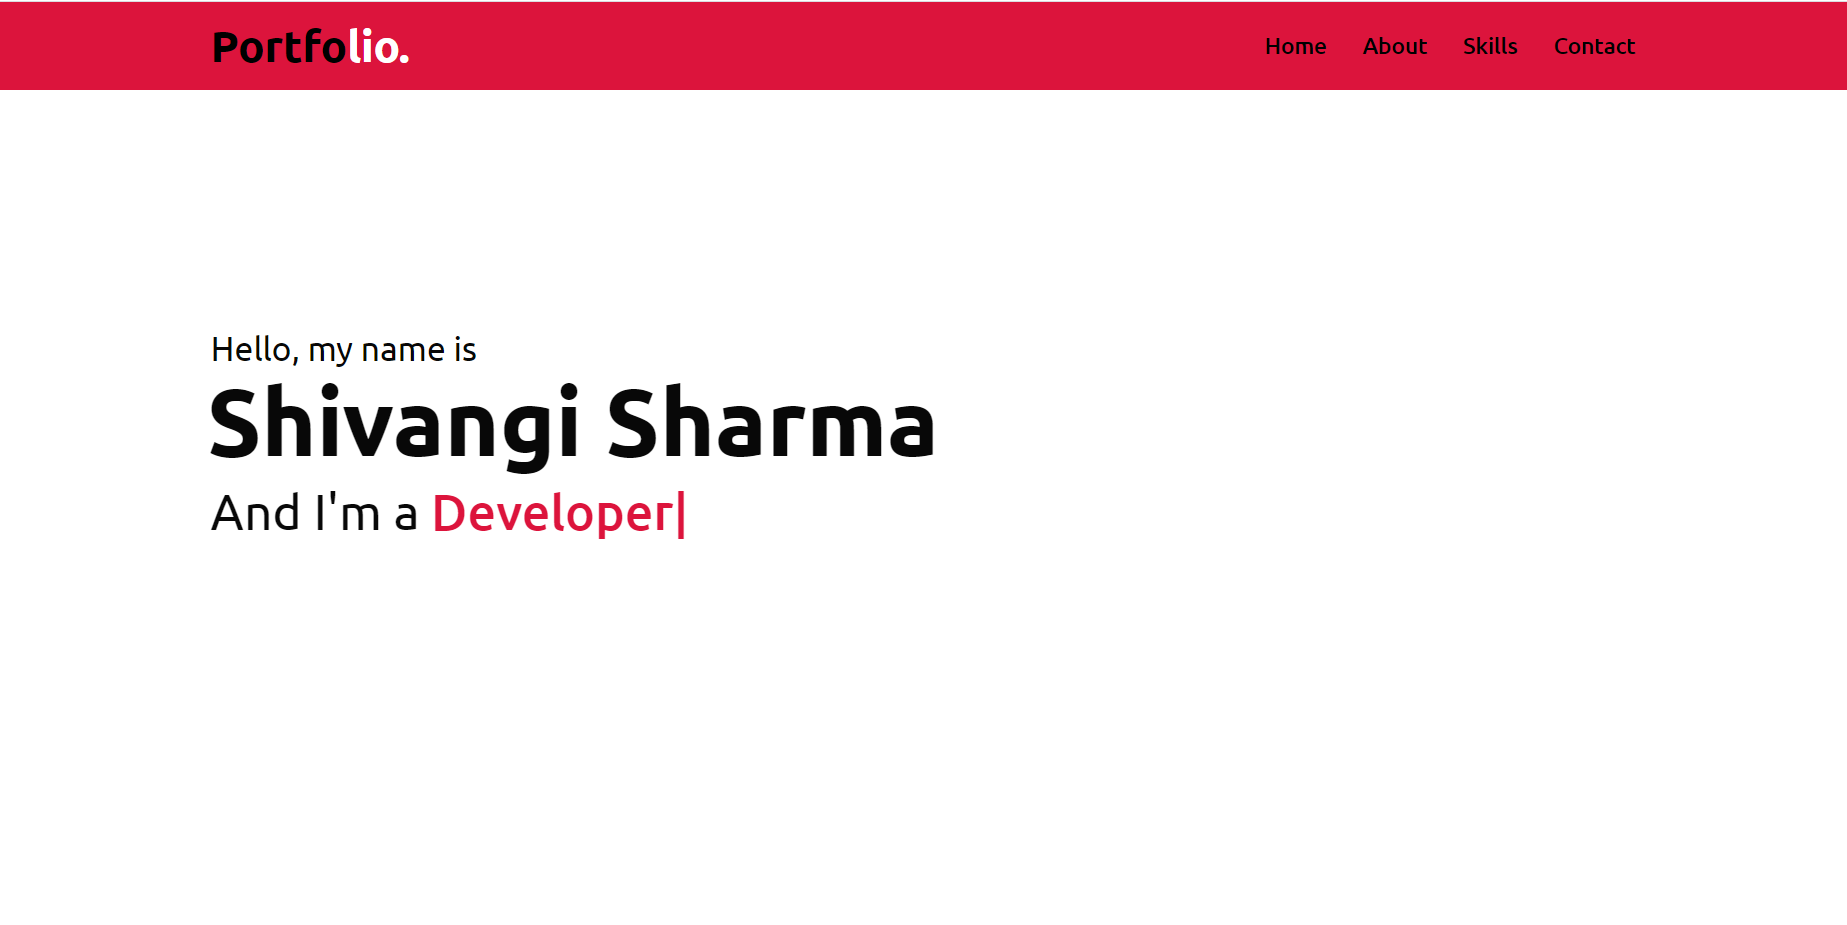 Portfolio.
Home About Skills Contact
Hello, my name is
Shivangi Sharma
And I'm a Developer|